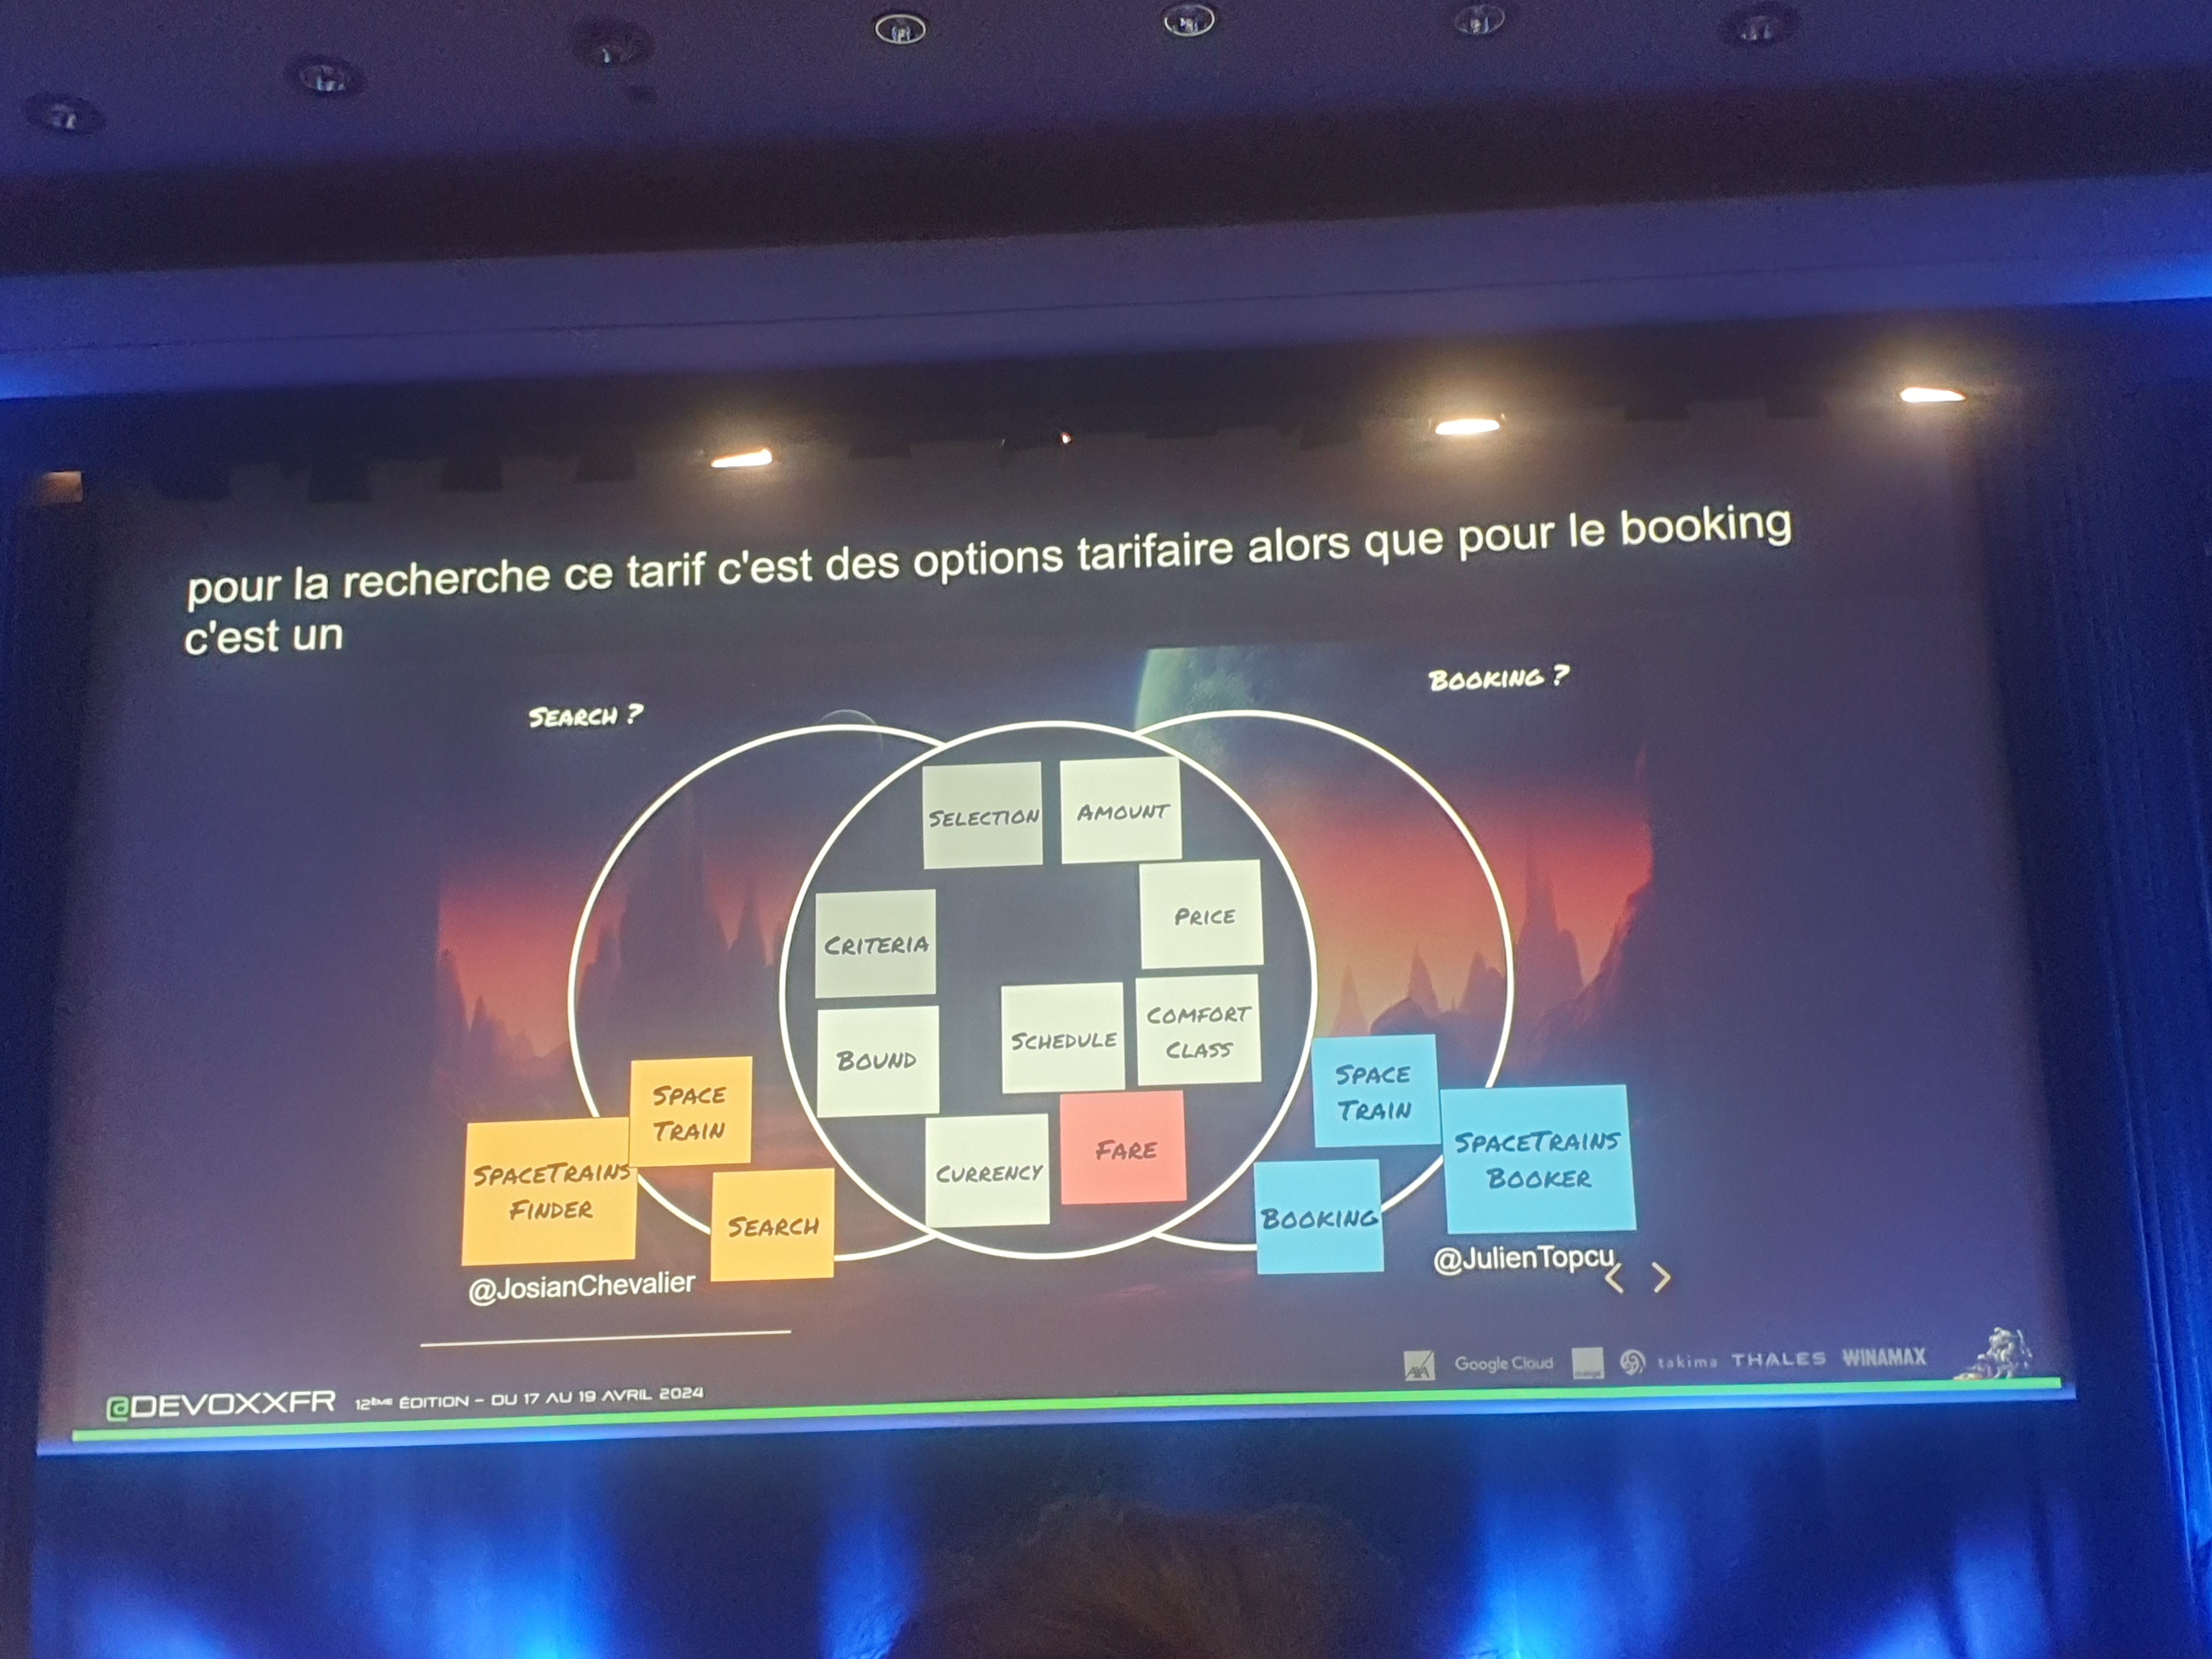 pour la recherche ce tarif c'est des options tarifaire alors que pour le booking
c'est un
SEARCH ?
BOOKING ?
SELECTION
AMOUNT
PRICE
CRITERIA
SCHEDULE
COMFORT
CLASS
BOUND
SPACE
TRAIN
SPACETRAINS
FINDER
SEARCH
CURRENCY
FARE
SPACE
TRAIN
SPACETRAINS
BOOKER
BOOKING
@JosianChevalier
@JulienTopcu
< >
@DEVOXXFR 12ÈME ÉDITION - DU 17 AU 19 AVRIL 2024
AXA Google Cloud takima THALES WINAMAX